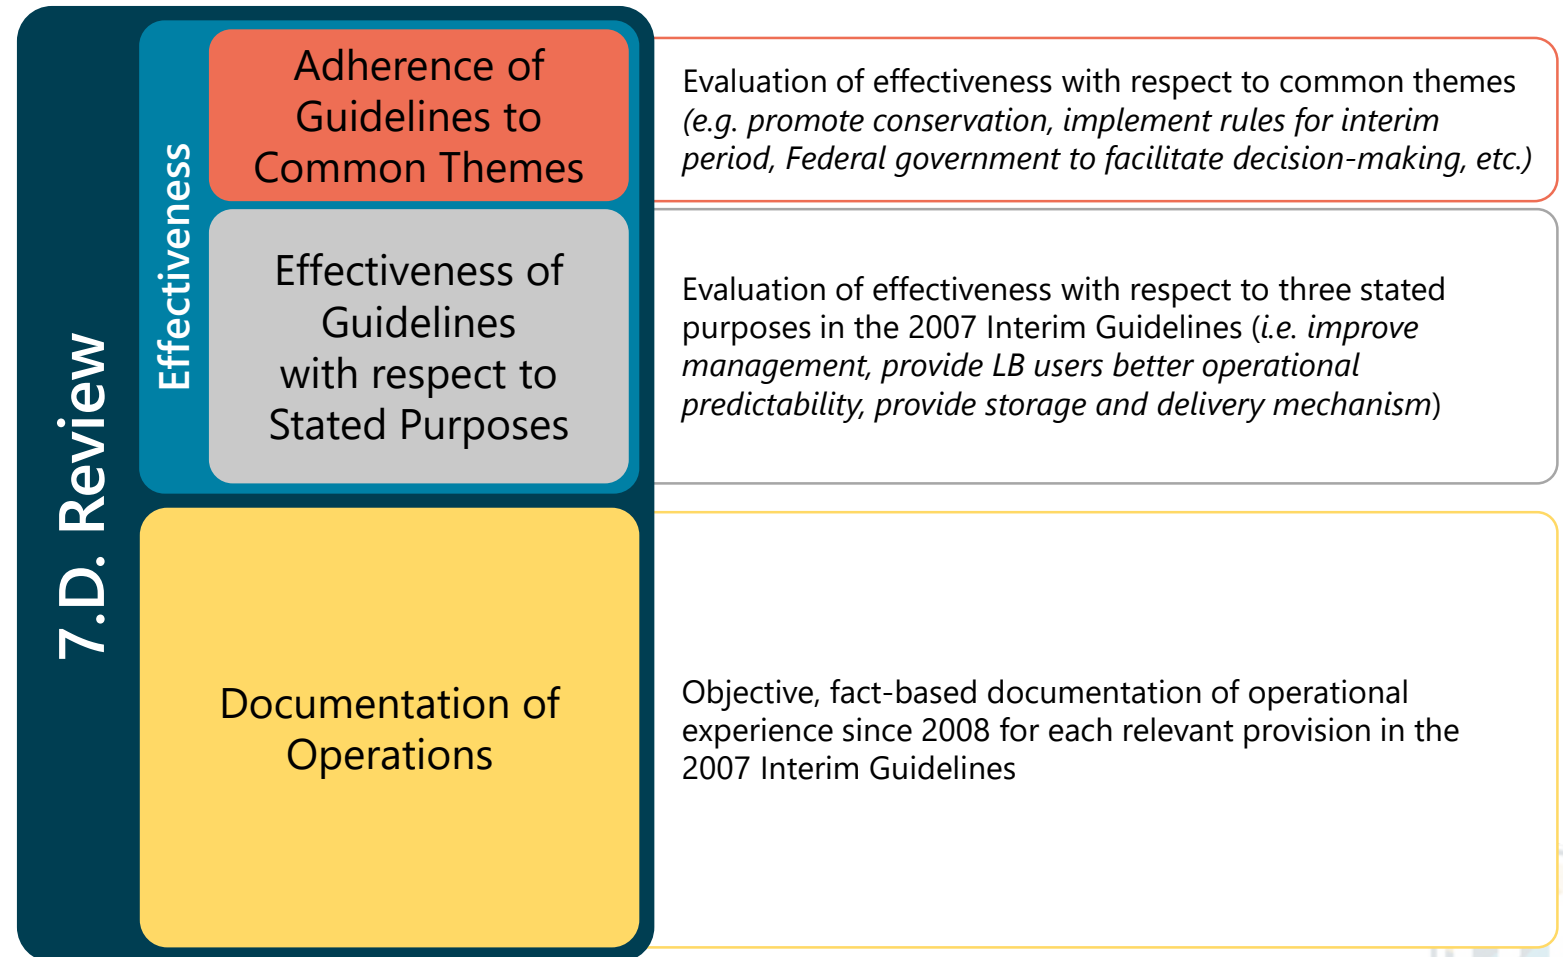 7.D. Review
Effectiveness
Adherence of
Guidelines to
Common Themes
Evaluation of effectiveness with respect to common themes
(e.g. promote conservation, implement rules for interim
period, Federal government to facilitate decision-making, etc.)
Effectiveness of
Guidelines
with respect to
Stated Purposes
Evaluation of effectiveness with respect to three stated
purposes in the 2007 Interim Guidelines (i.e. improve
management, provide LB users better operational
predictability, provide storage and delivery mechanism)
Documentation of
Operations
Objective, fact-based documentation of operational
experience since 2008 for each relevant provision in the
2007 Interim Guidelines